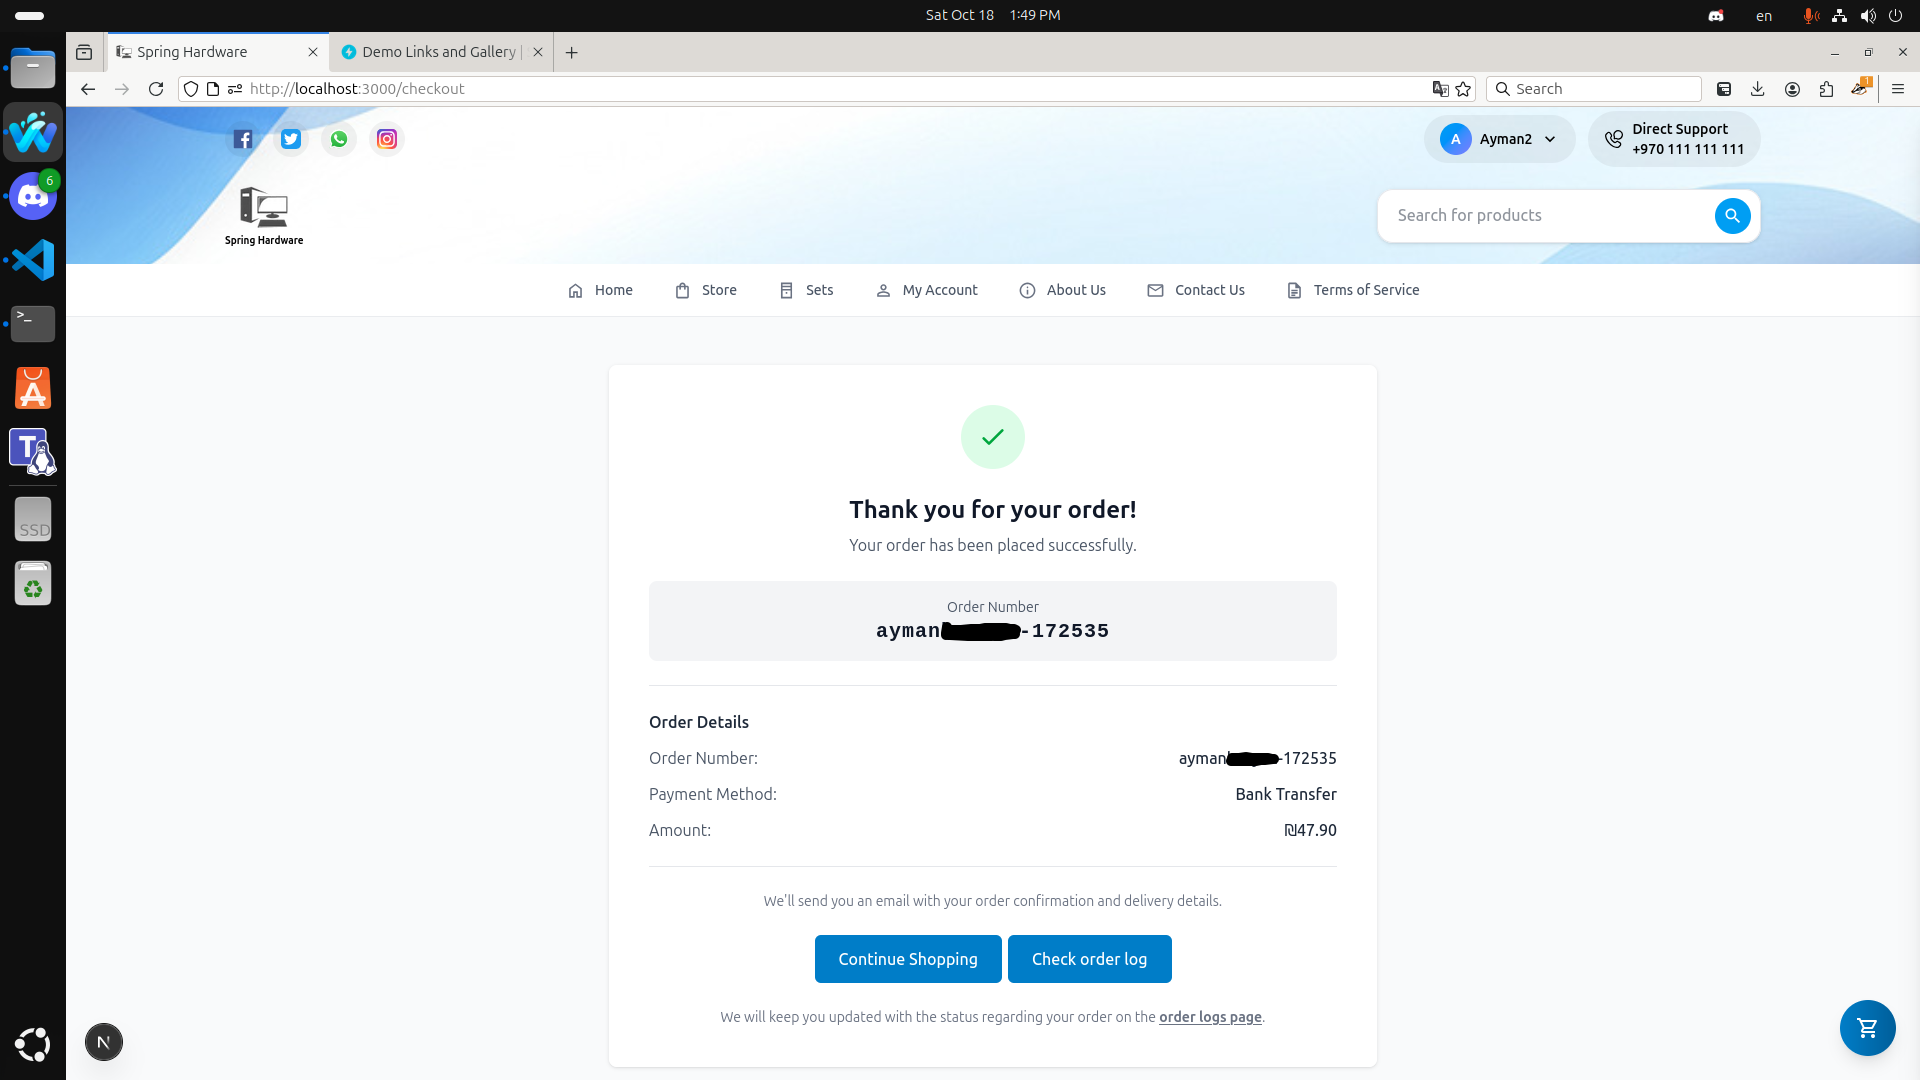 Sat Oct 18 1:49 PM
en
Spring Hardware
Demo Links and Gallery |
http://localhost:3000/checkout
Search
1
6
A
Ayman2
Direct Support
+970 111 111 111
Spring Hardware
Search for products
Home
Store
Sets
My Account
About Us
Contact Us
Terms of Service
Thank you for your order!
Your order has been placed successfully.
Order Number
ayman -172535
Order Details
Order Number:
ayman -172535
Payment Method:
Bank Transfer
Amount:
₪47.90
We'll send you an email with your order confirmation and delivery details.
Continue Shopping
Check order log
We will keep you updated with the status regarding your order on the order logs page.
>_
A
T
SSD
N